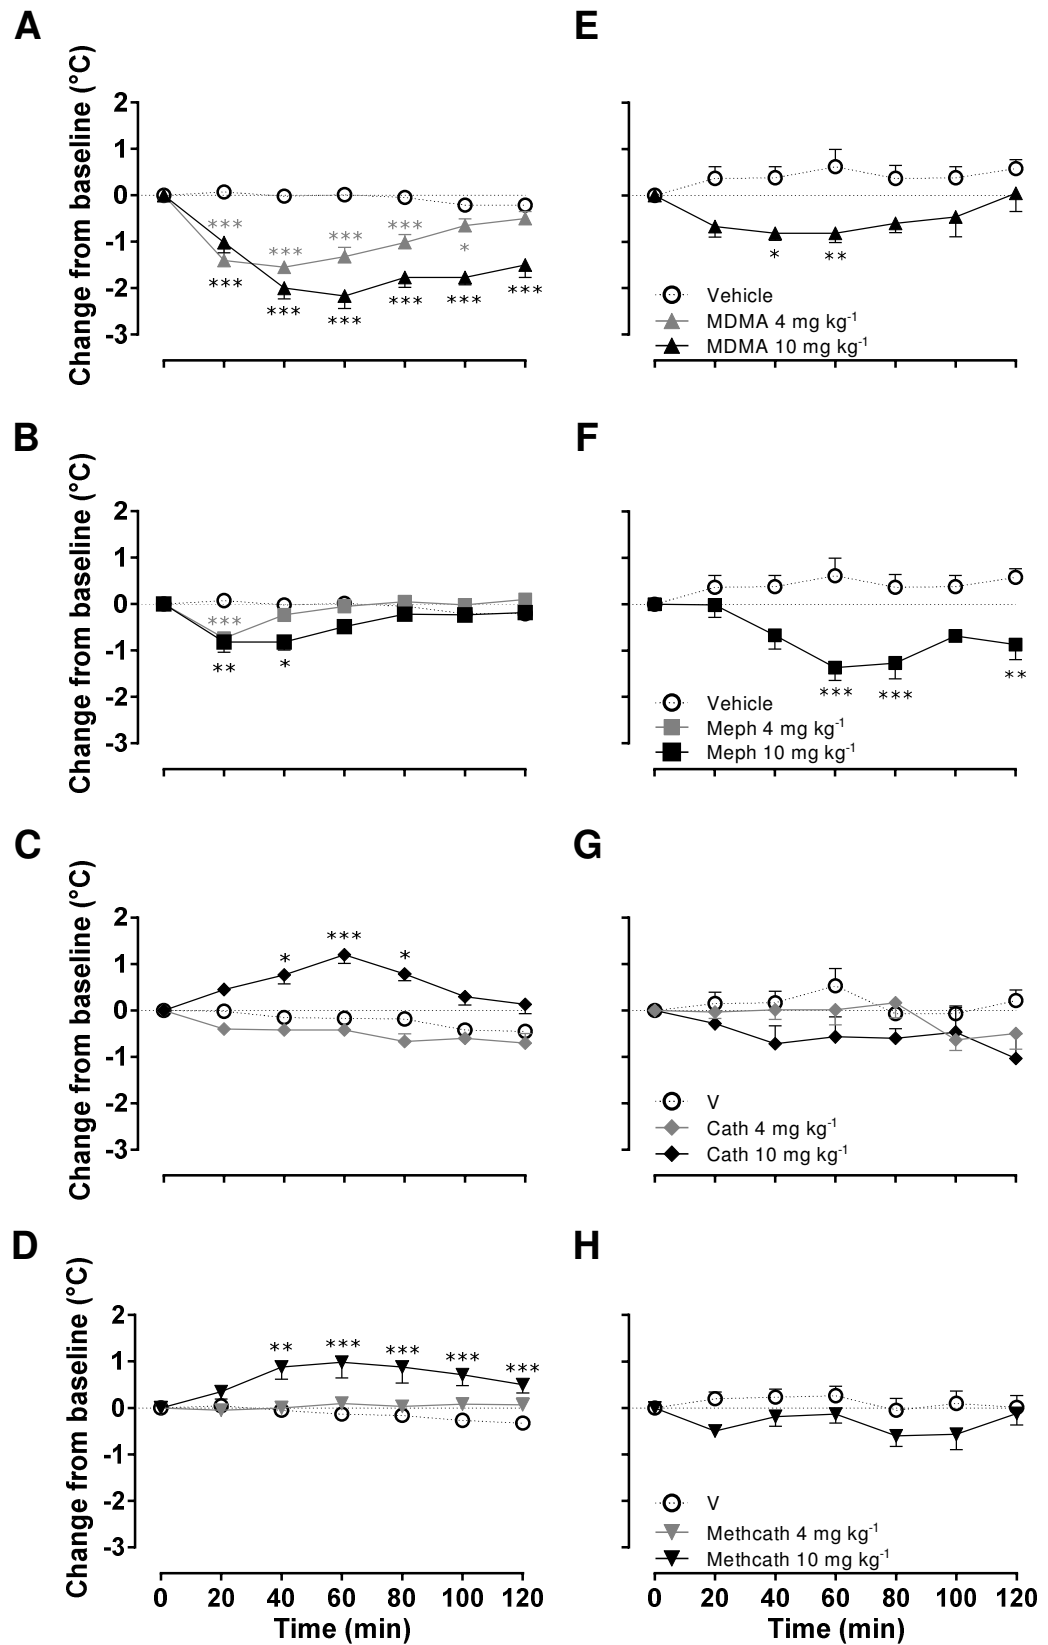 A
E
Change from baseline (°C)
2
1
0
-1
-2
-3
***
***
***
***
*
***
***
***
***
***
***
*
**
Vehicle
MDMA 4 mg kg-1
MDMA 10 mg kg-1
B
F
Change from baseline (°C)
2
1
0
-1
-2
-3
***
**
*
***
***
**
Vehicle
Meph 4 mg kg-1
Meph 10 mg kg-1
C
G
Change from baseline (°C)
2
1
0
-1
-2
-3
*
***
*
V
Cath 4 mg kg-1
Cath 10 mg kg-1
D
H
Change from baseline (°C)
2
1
0
-1
-2
-3
**
***
***
***
***
V
Methcath 4 mg kg-1
Methcath 10 mg kg-1
0 20 40 60 80 100 120
Time (min)
0 20 40 60 80 100 120
Time (min)